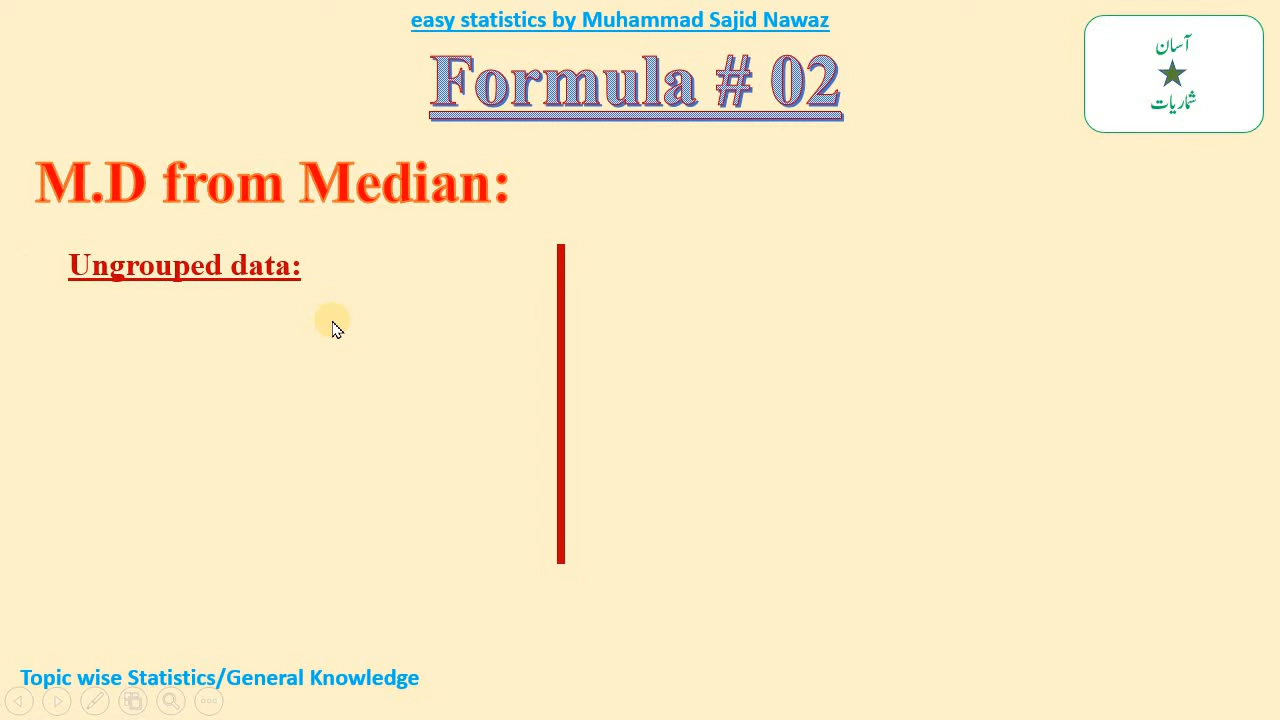 easy statistics by Muhammad Sajid Nawaz
Formula # 02
آسان
شماریات
M.D from Median:
Ungrouped data:
Topic wise Statistics/General Knowledge